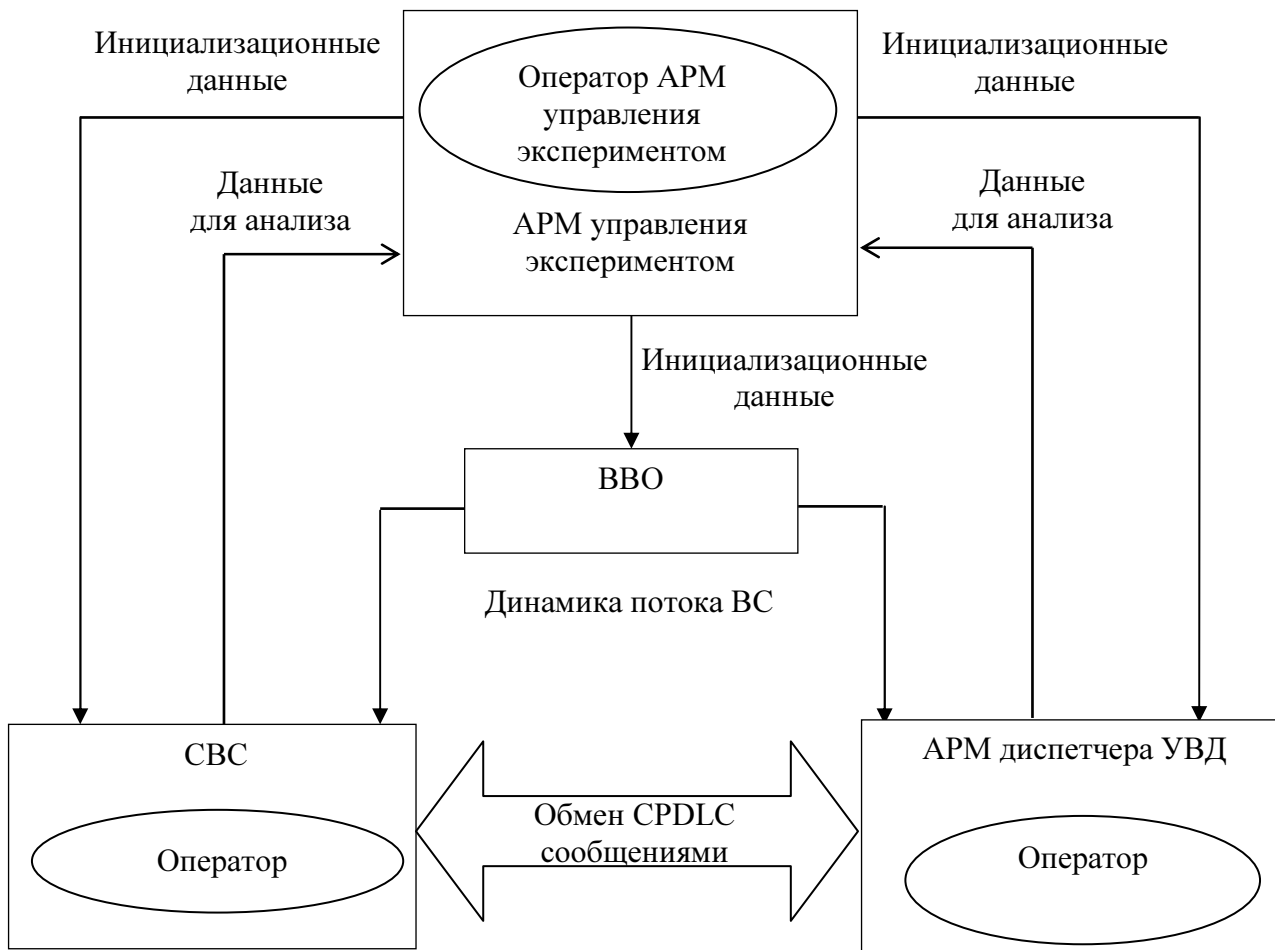 Инициализационные
данные
Оператор АРМ
управления
экспериментом
Инициализационные
данные
Данные
для анализа
АРМ управления
экспериментом
Данные
для анализа
Инициализационные
данные
ВВО
Динамика потока ВС
СВС
Оператор
Обмен CPDLC
сообщениями
АРМ диспетчера УВД
Оператор